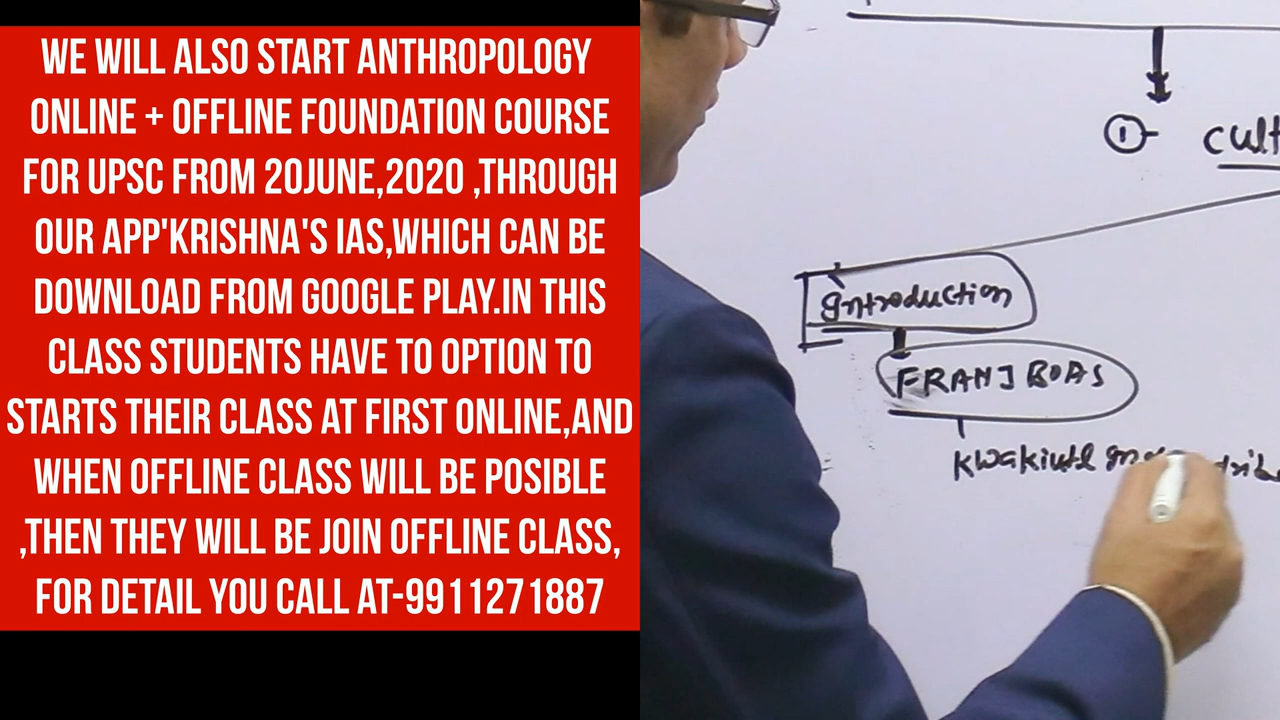 WE WILL ALSO START ANTHROPOLOGY
ONLINE + OFFLINE FOUNDATION COURSE
FOR UPSC FROM 20JUNE,2020 ,THROUGH
OUR APP'KRISHNA'S IAS,WHICH CAN BE
DOWNLOAD FROM GOOGLE PLAY.IN THIS
CLASS STUDENTS HAVE TO OPTION TO
STARTS THEIR CLASS AT FIRST ONLINE,AND
WHEN OFFLINE CLASS WILL BE POSIBLE
,THEN THEY WILL BE JOIN OFFLINE CLASS,
FOR DETAIL YOU CALL AT-9911271887
① cult
Introduction
FRANJ BOAS
Kwakiutl